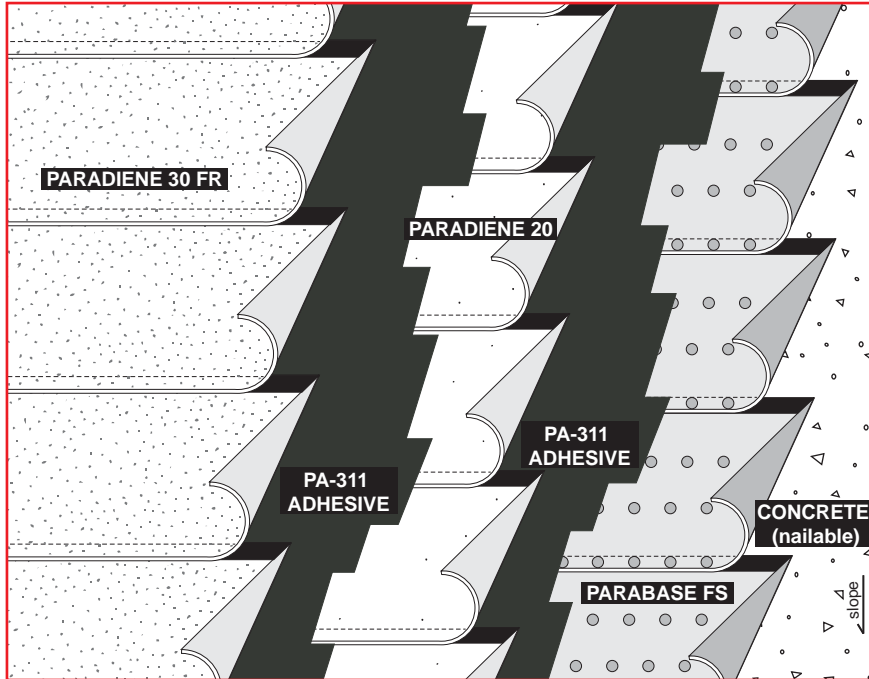 PARADIENE 30 FR
PARADIENE 20
PA-311
ADHESIVE
PA-311
ADHESIVE
CONCRETE
(nailable)
PARABASE FS
slope